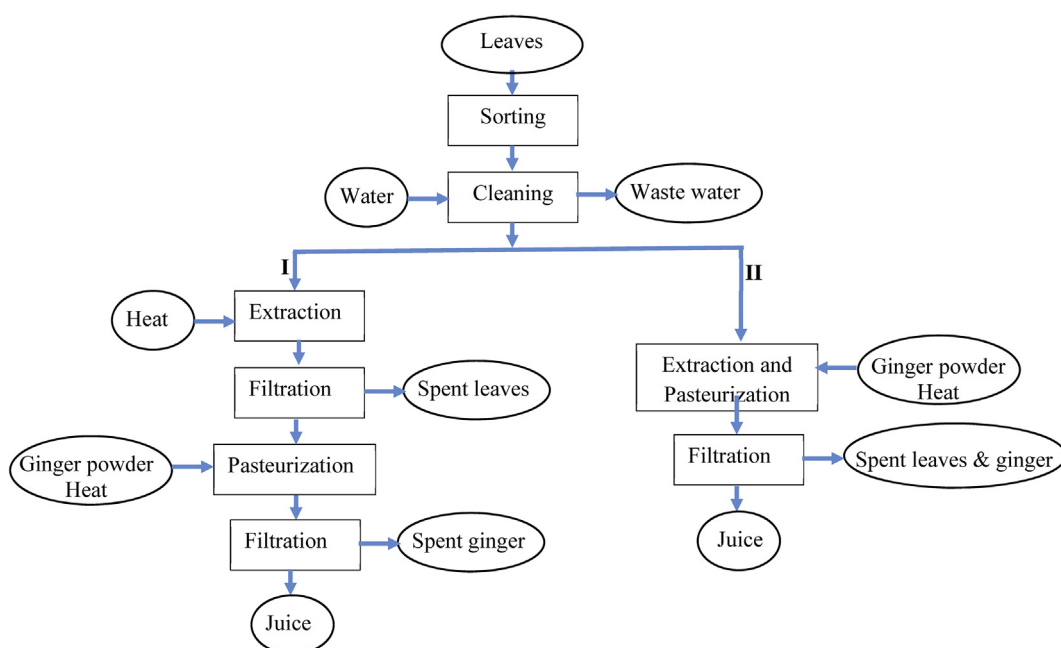 Leaves
Sorting
Water
Cleaning
Waste water
I
II
Heat
Extraction
Filtration
Spent leaves
Ginger powder
Heat
Pasteurization
Filtration
Spent ginger
Juice
Extraction and
Pasteurization
Ginger powder
Heat
Filtration
Spent leaves & ginger
Juice